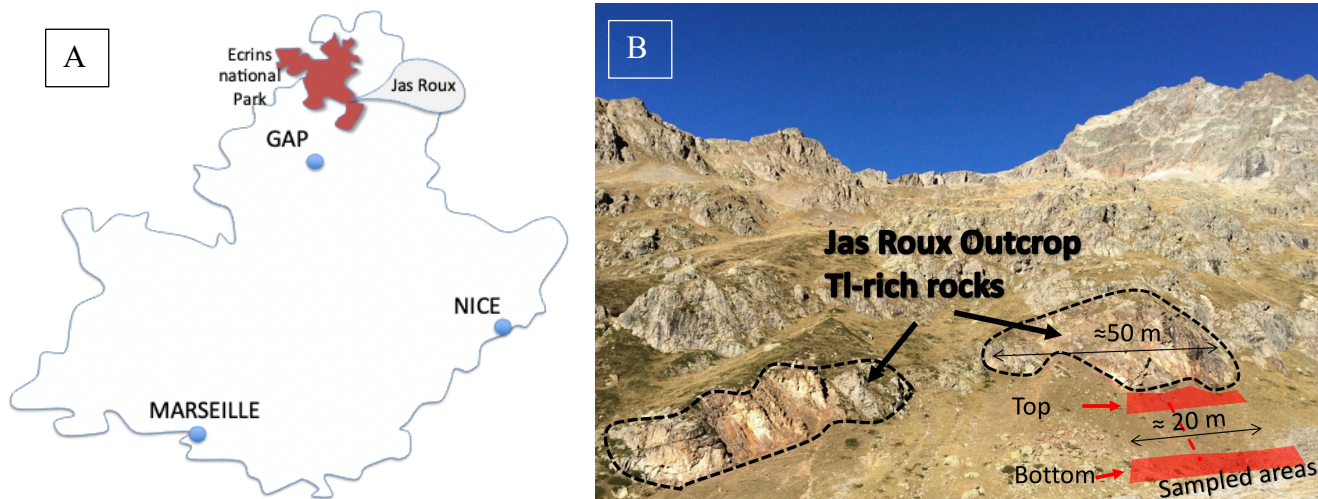 A
Ecrins
national
Park
Jas Roux
GAP
NICE
MARSEILLE
B
Jas Roux Outcrop
Tl-rich rocks
≈50 m
Top
≈ 20 m
Bottom
Sampled areas